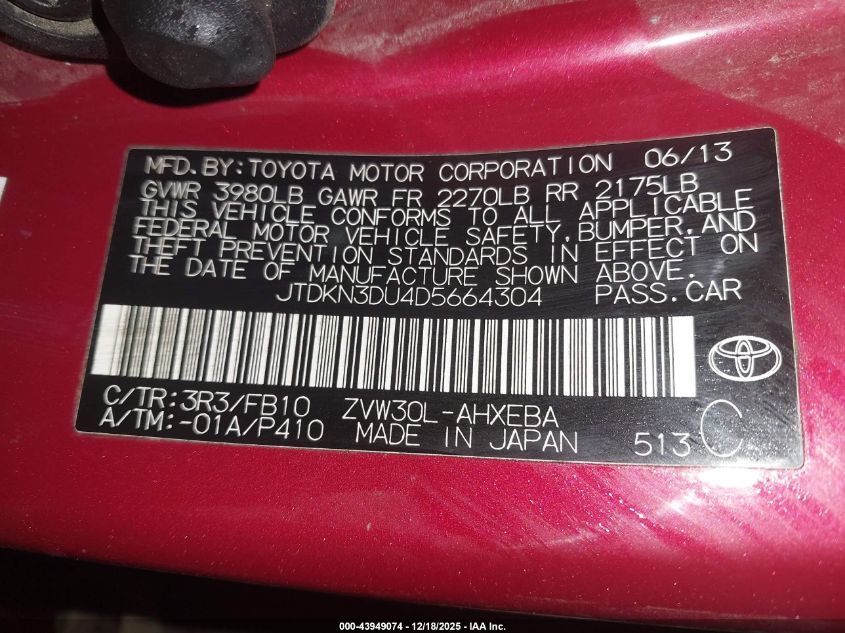 MFD.BY:TOYOTA MOTOR CORPORATION 06/13
GVWR 3980LB GAWR FR 2270LB RR 2175LB
THIS VEHICLE CONFORMS TO ALL APPLICABLE
FEDERAL MOTOR VEHICLE SAFETY,BUMPER,AND
THEFT PREVENTION STANDARDS IN EFFECT ON
THE DATE OF MANUFACTURE SHOWN ABOVE.
JTDKN3DU4D5664304 PASS.CAR
C/TR:3R3/FB10 ZVW30L-AHXEBA
A/TM:-01A/P410 MADE IN JAPAN 513 C
000-43949074 | 12/18/2025 - IAA Inc.